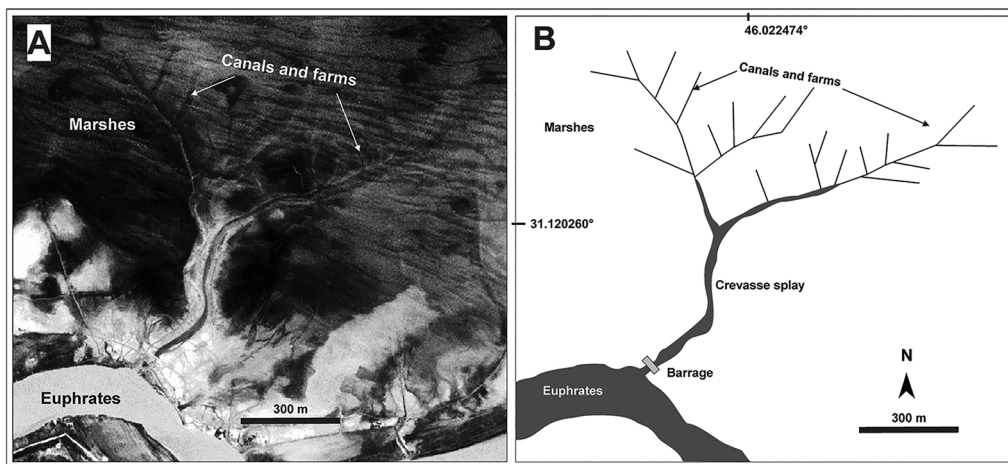 A
Canals and farms
Marshes
Euphrates
300 m
B
46.022474°
Canals and farms
Marshes
31.120260°
Crevasse splay
Barrage
Euphrates
N
300 m